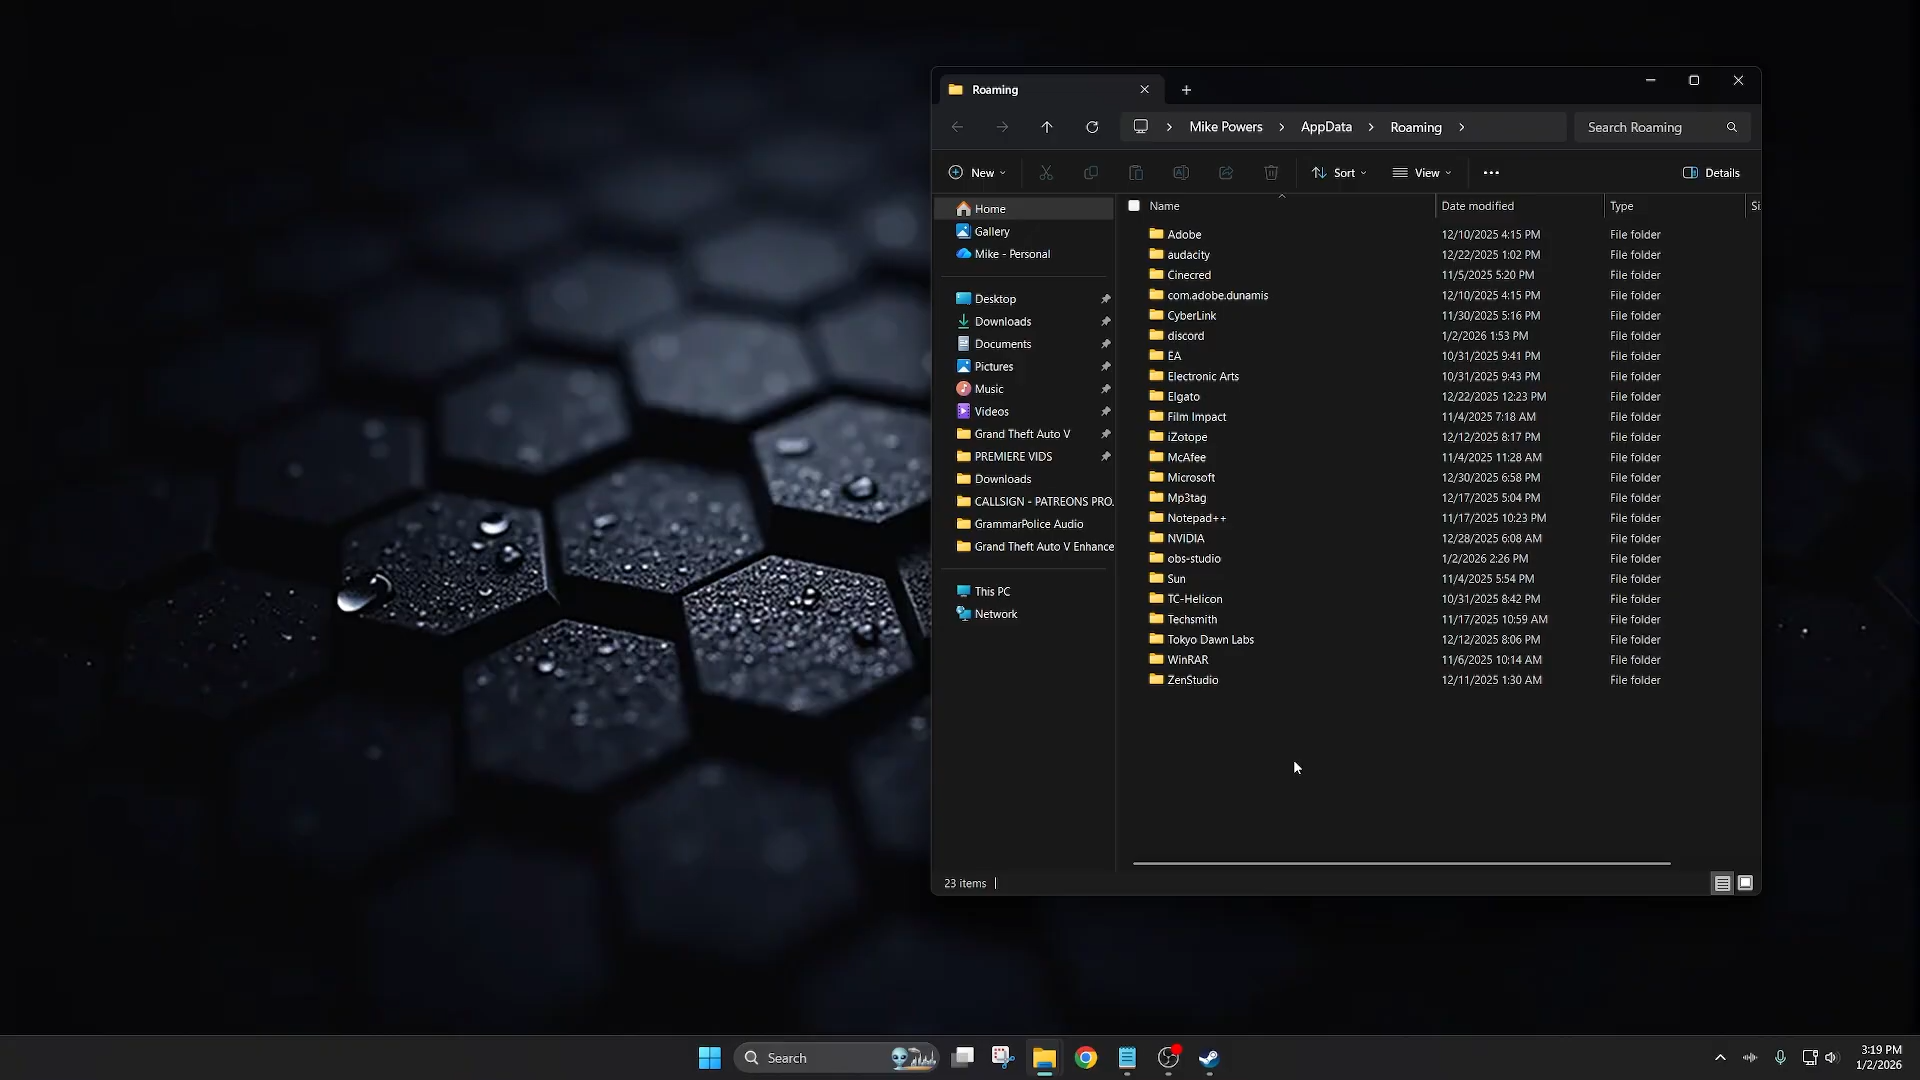 Roaming
Mike Powers > AppData > Roaming >
Search Roaming
New
Sort
View
Details
Home
Gallery
Mike - Personal
Desktop
Downloads
Documents
Pictures
Music
Videos
Grand Theft Auto V
PREMIERE VIDS
Downloads
CALLSIGN - PATREONS PRO.
GrammarPolice Audio
Grand Theft Auto V Enhance
This PC
Network
Name Date modified Type Si
Adobe 12/10/2025 4:15 PM File folder
audacity 12/22/2025 1:02 PM File folder
Cinecred 11/5/2025 5:20 PM File folder
com.adobe.dunamis 12/10/2025 4:15 PM File folder
CyberLink 11/30/2025 5:16 PM File folder
discord 1/2/2026 1:53 PM File folder
EA 10/31/2025 9:41 PM File folder
Electronic Arts 10/31/2025 9:43 PM File folder
Elgato 12/22/2025 12:23 PM File folder
Film Impact 11/4/2025 7:18 AM File folder
iZotope 12/12/2025 8:17 PM File folder
McAfee 11/4/2025 11:28 AM File folder
Microsoft 12/30/2025 6:58 PM File folder
Mp3tag 12/17/2025 5:04 PM File folder
Notepad++ 11/17/2025 10:23 PM File folder
NVIDIA 12/28/2025 6:08 AM File folder
obs-studio 1/2/2026 2:26 PM File folder
Sun 11/4/2025 5:54 PM File folder
TC-Helicon 10/31/2025 8:42 PM File folder
Techsmith 11/17/2025 10:59 AM File folder
Tokyo Dawn Labs 12/12/2025 8:06 PM File folder
WinRAR 11/6/2025 10:14 AM File folder
ZenStudio 12/11/2025 1:30 AM File folder
23 items
Search
3:19 PM
1/2/2026